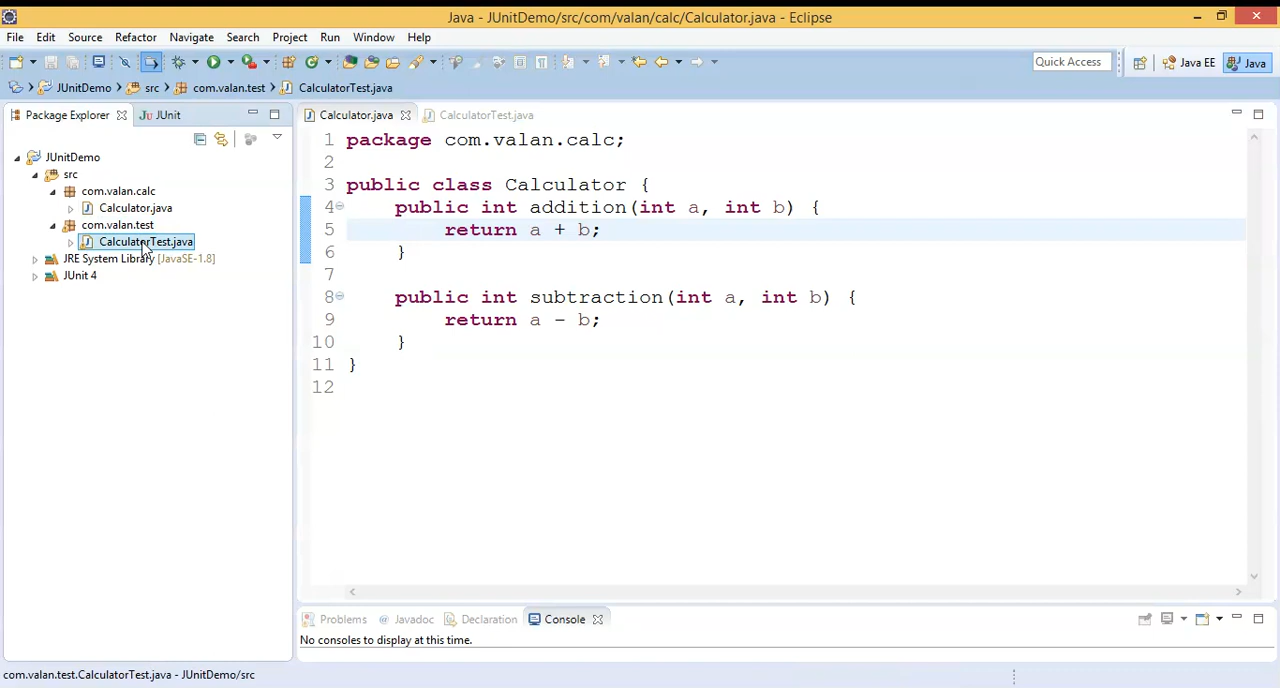 Java - JUnitDemo/src/com/valan/calc/Calculator.java - Eclipse
File Edit Source Refactor Navigate Search Project Run Window Help
Quick Access Java EE Java
JUnitDemo src com.valan.test CalculatorTest.java
Package Explorer JUnit
Calculator.java CalculatorTest.java
JUnitDemo
src
com.valan.calc
Calculator.java
com.valan.test
CalculatorTest.java
JRE System Library [JavaSE-1.8]
JUnit 4
1 package com.valan.calc;
2
3 public class Calculator {
4 public int addition(int a, int b) {
5 return a + b;
6 }
7
8 public int subtraction(int a, int b) {
9 return a - b;
10 }
11 }
12
Problems Javadoc Declaration Console
No consoles to display at this time.
com.valan.test.CalculatorTest.java - JUnitDemo/src